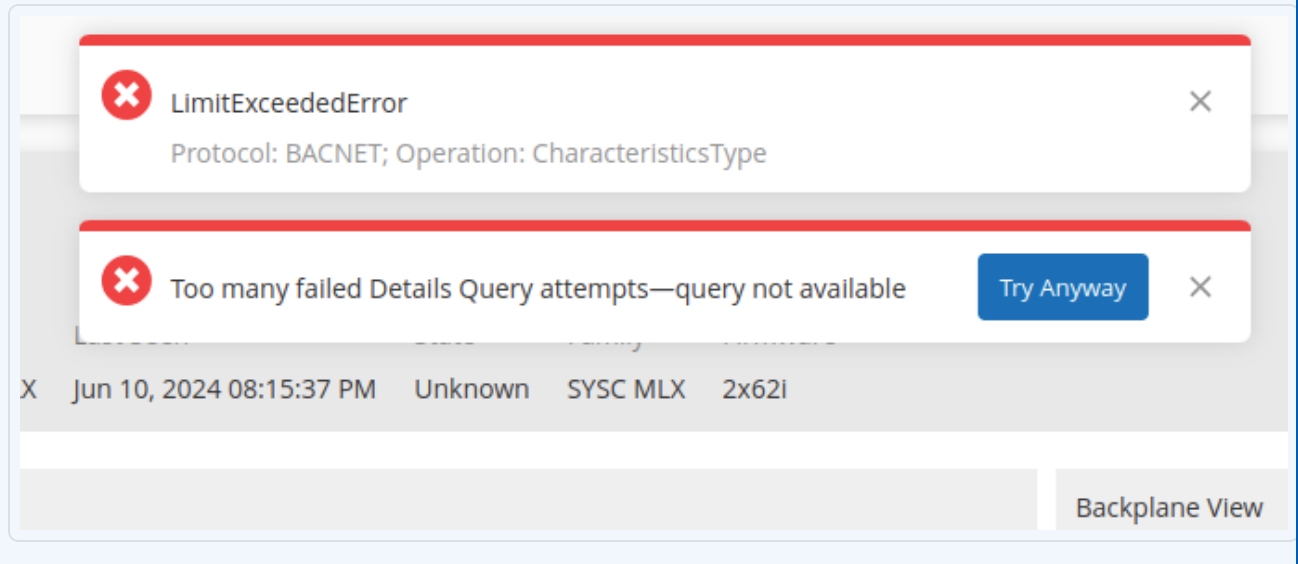 LimitExceededError
Protocol: BACNET; Operation: CharacteristicsType
Too many failed Details Query attempts—query not available
Try Anyway
X Jun 10, 2024 08:15:37 PM Unknown SYSC MLX 2x62i
Backplane View